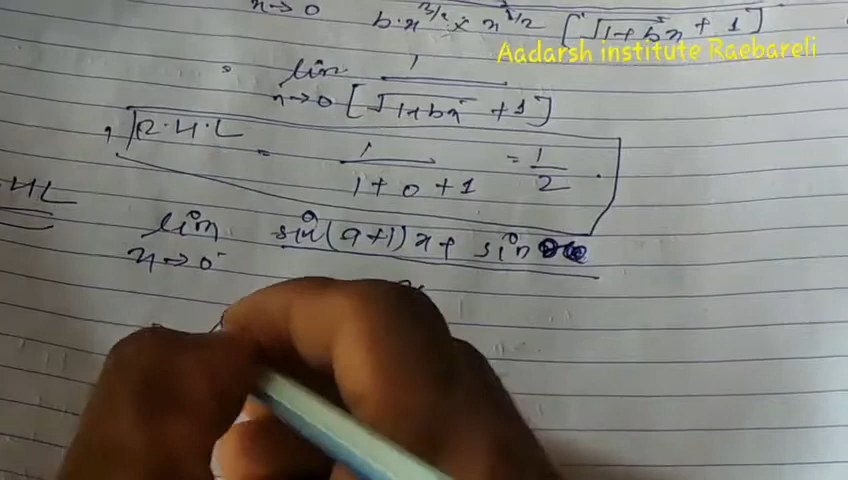 x→0 b·x^3/2 × x^1/2 [√1+bx + 1]
Aadarsh institute Raebareli
= lim 1
x→0 [√1+bx + 1]
R·H·L = 1 = 1/2 .
1 + 0 + 1
HL
lim sin(a+1)x + sin
x→0⁻ x